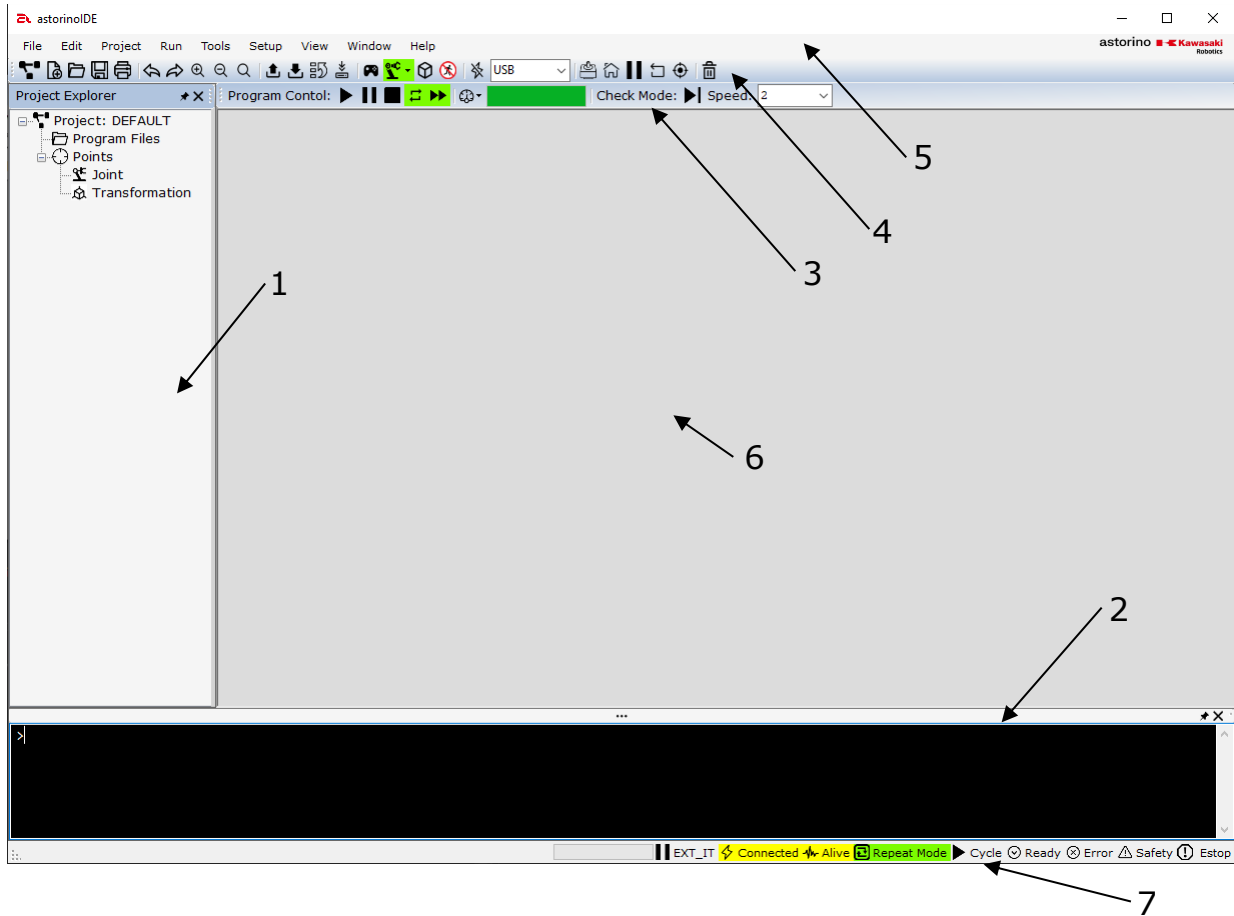 astorinoIDE
File Edit Project Run Tools Setup View Window Help
astorino Kawasaki
Robotics
USB
Project Explorer
Program Contol: Check Mode: Speed: 2
Project: DEFAULT
Program Files
Points
Joint
Transformation
5
4
3
1
6
2
>
EXT_IT Connected Alive Repeat Mode Cycle Ready Error Safety Estop
7